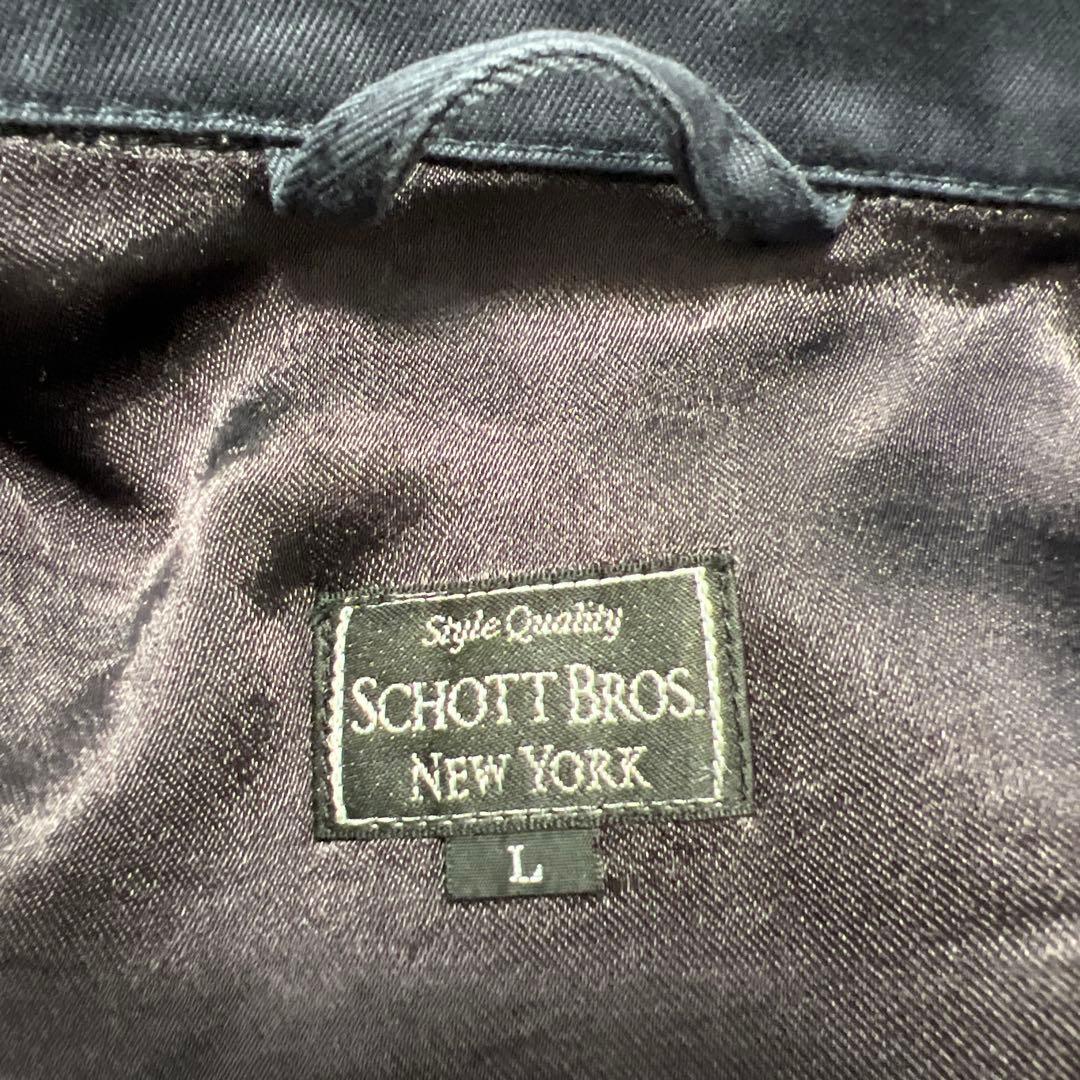 Style Quality
SCHOTT BROS.
NEW YORK
L